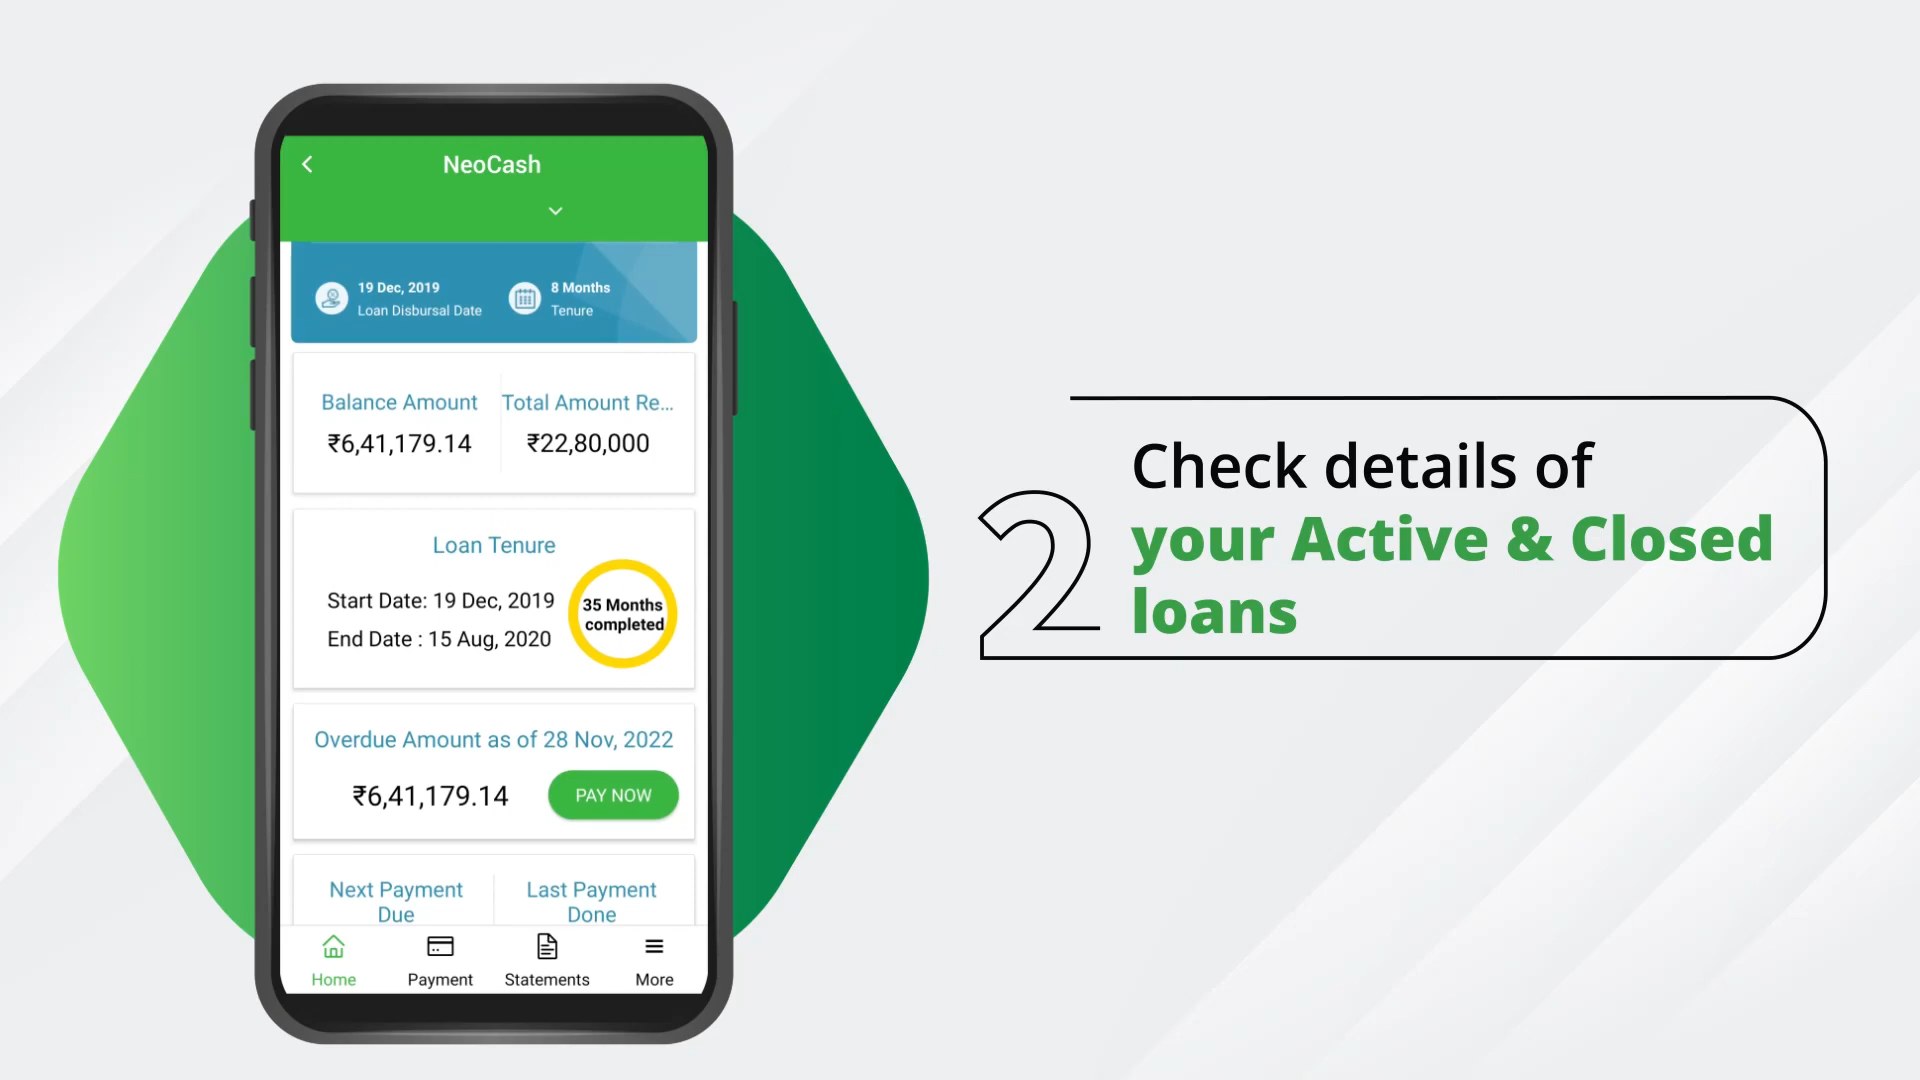 NeoCash
19 Dec, 2019
Loan Disbursal Date
8 Months
Tenure
Balance Amount
₹6,41,179.14
Total Amount Re...
₹22,80,000
Loan Tenure
Start Date: 19 Dec, 2019
End Date : 15 Aug, 2020
35 Months
completed
Overdue Amount as of 28 Nov, 2022
₹6,41,179.14
PAY NOW
Next Payment
Due
Last Payment
Done
Home
Payment
Statements
More
2
Check details of
your Active & Closed
loans